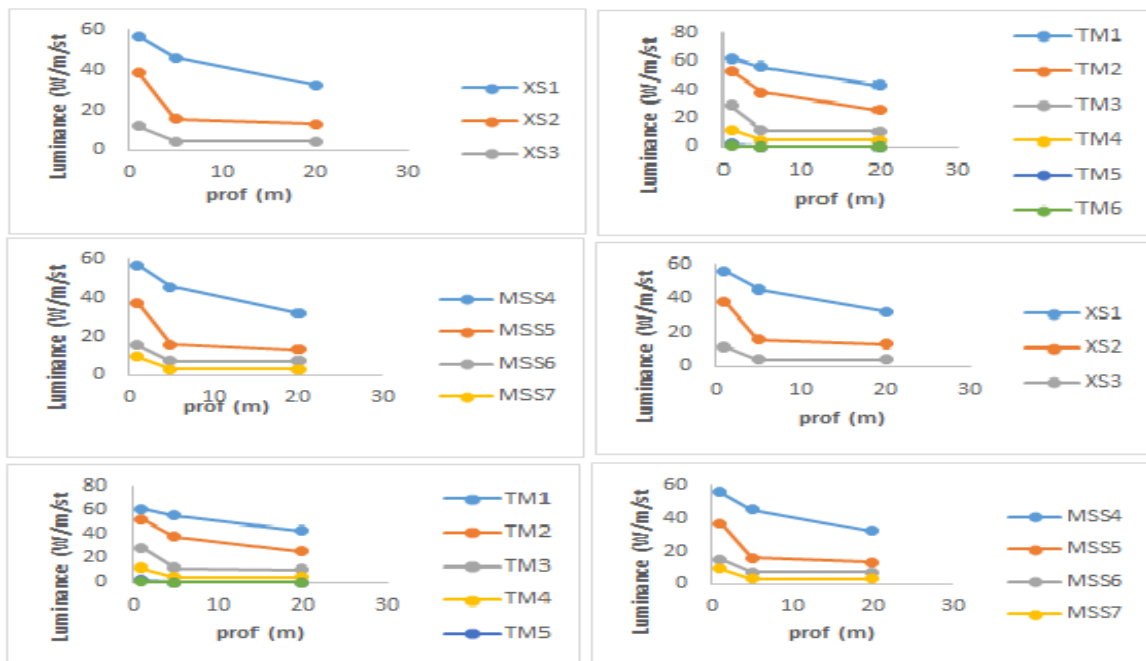 Luminance (W/m/st
60
40
20
0
0 10 20 30
prof (m)
XS1
XS2
XS3
Luminance (W/m/st
80
60
40
20
0
0 10 20 30
prof (m)
TM1
TM2
TM3
TM4
TM5
TM6
Luminance (W/m/st
60
40
20
0
0 10 20 30
prof (m)
MSS4
MSS5
MSS6
MSS7
Luminance (W/m/st
60
40
20
0
0 10 20 30
prof (m)
XS1
XS2
XS3
Luminance (W/m/st
80
60
40
20
0
0 10 20 30
prof (m)
TM1
TM2
TM3
TM4
TM5
Luminance (W/m/st
60
40
20
0
0 10 20 30
prof (m)
MSS4
MSS5
MSS6
MSS7